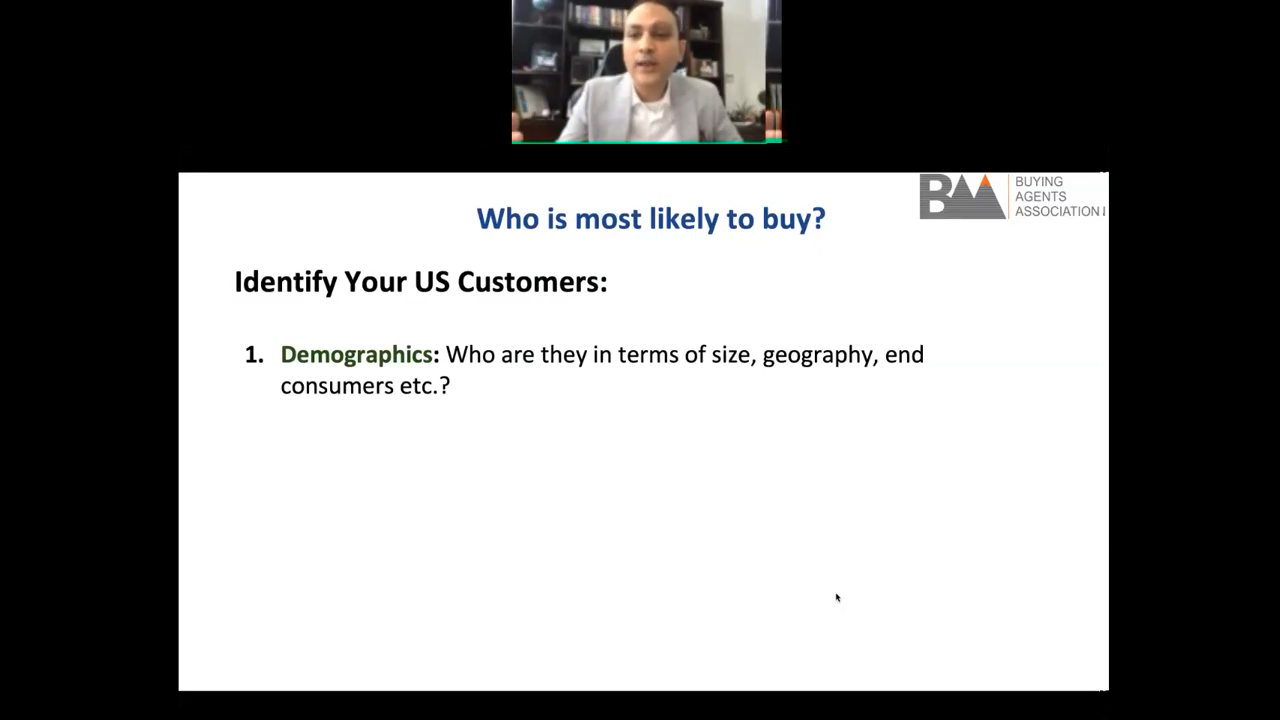 BAA
BUYING
AGENTS
ASSOCIATION
Who is most likely to buy?
Identify Your US Customers:
1. Demographics: Who are they in terms of size, geography, end
consumers etc.?